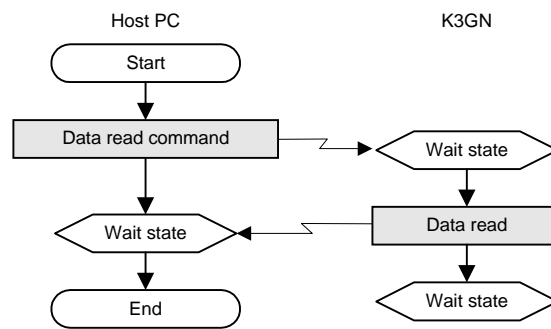 Host PC
K3GN
Start
Data read command
Wait state
Wait state
Data read
End
Wait state